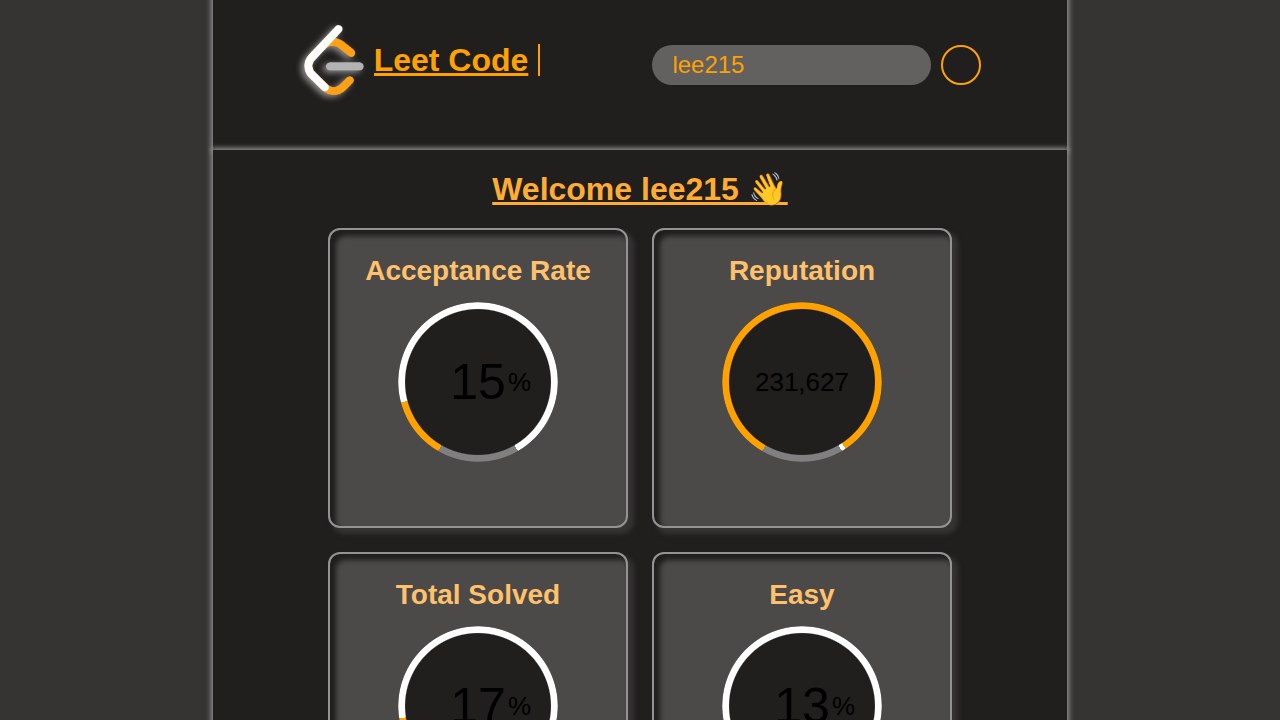 Leet Code
lee215
Welcome lee215 👋
Acceptance Rate
Reputation
15%
231,627
Total Solved
Easy
17%
13%